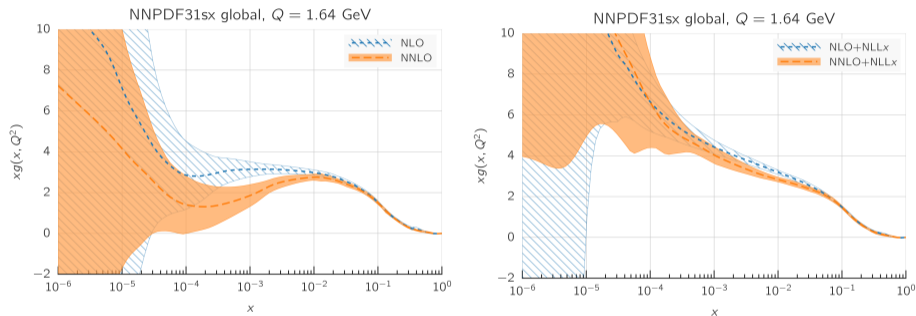 NNPDF31sx global, Q = 1.64 GeV
10
8
6
4
2
0
−2
xg(x, Q²)
NLO
NNLO
10⁻⁶ 10⁻⁵ 10⁻⁴ 10⁻³ 10⁻² 10⁻¹ 10⁰
x
NNPDF31sx global, Q = 1.64 GeV
10
8
6
4
2
0
−2
xg(x, Q²)
NLO+NLLx
NNLO+NLLx
10⁻⁶ 10⁻⁵ 10⁻⁴ 10⁻³ 10⁻² 10⁻¹ 10⁰
x